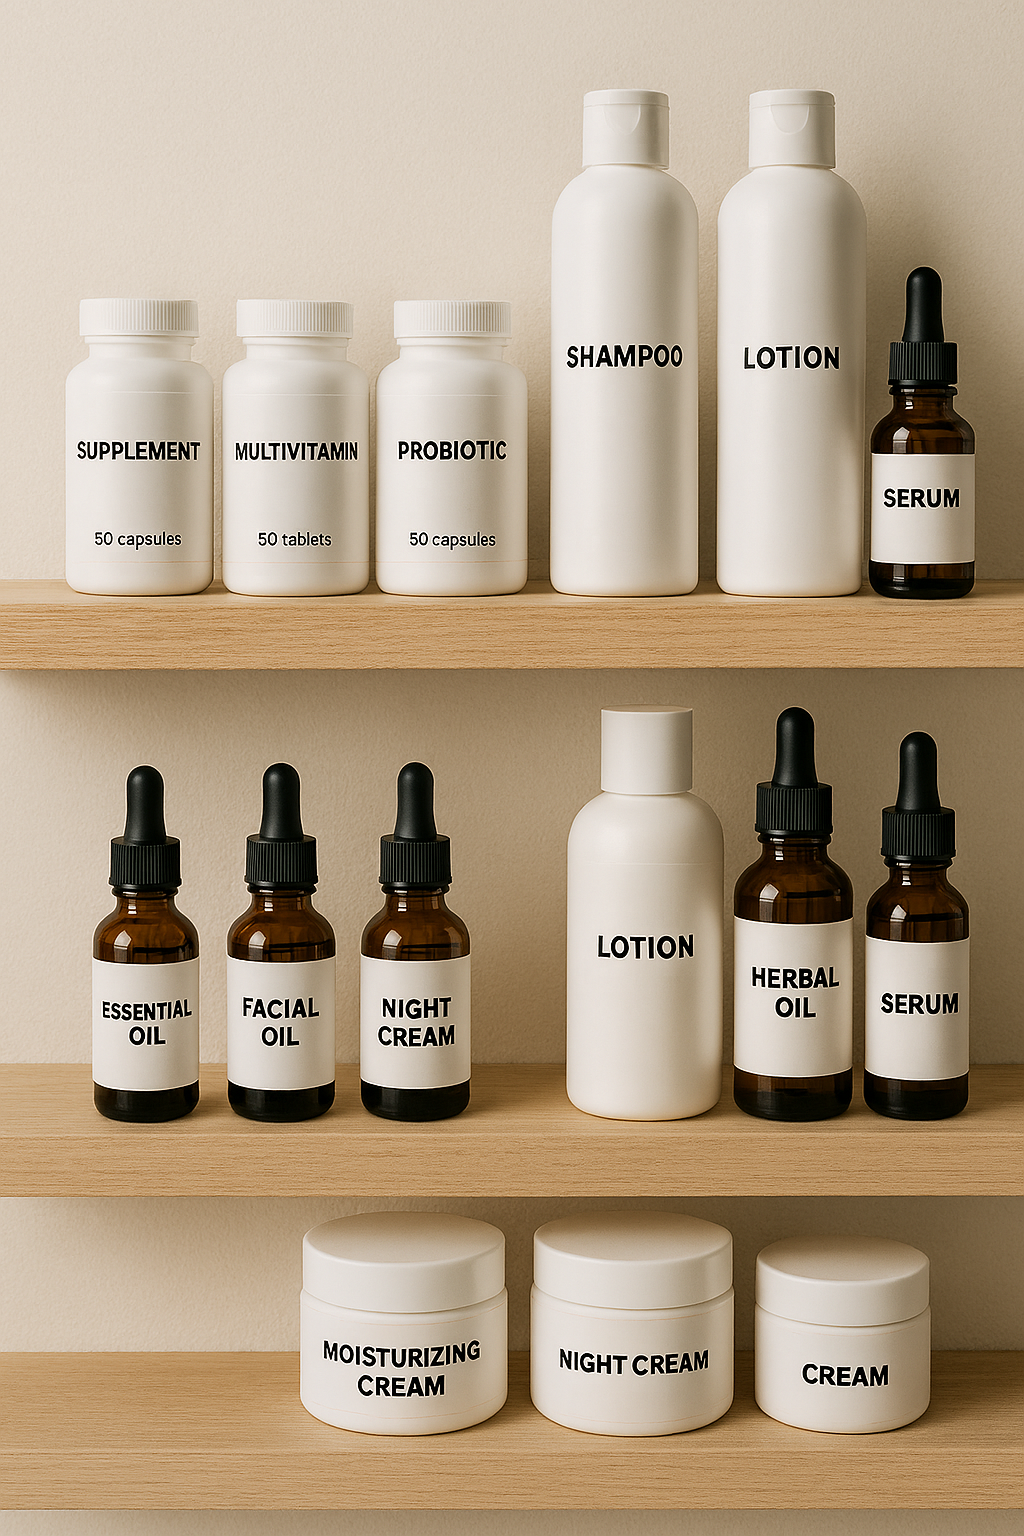 SUPPLEMENT
50 capsules
MULTIVITAMIN
50 tablets
PROBIOTIC
50 capsules
SHAMPOO
LOTION
SERUM
ESSENTIAL
OIL
FACIAL
OIL
NIGHT
CREAM
LOTION
HERBAL
OIL
SERUM
MOISTURIZING
CREAM
NIGHT CREAM
CREAM